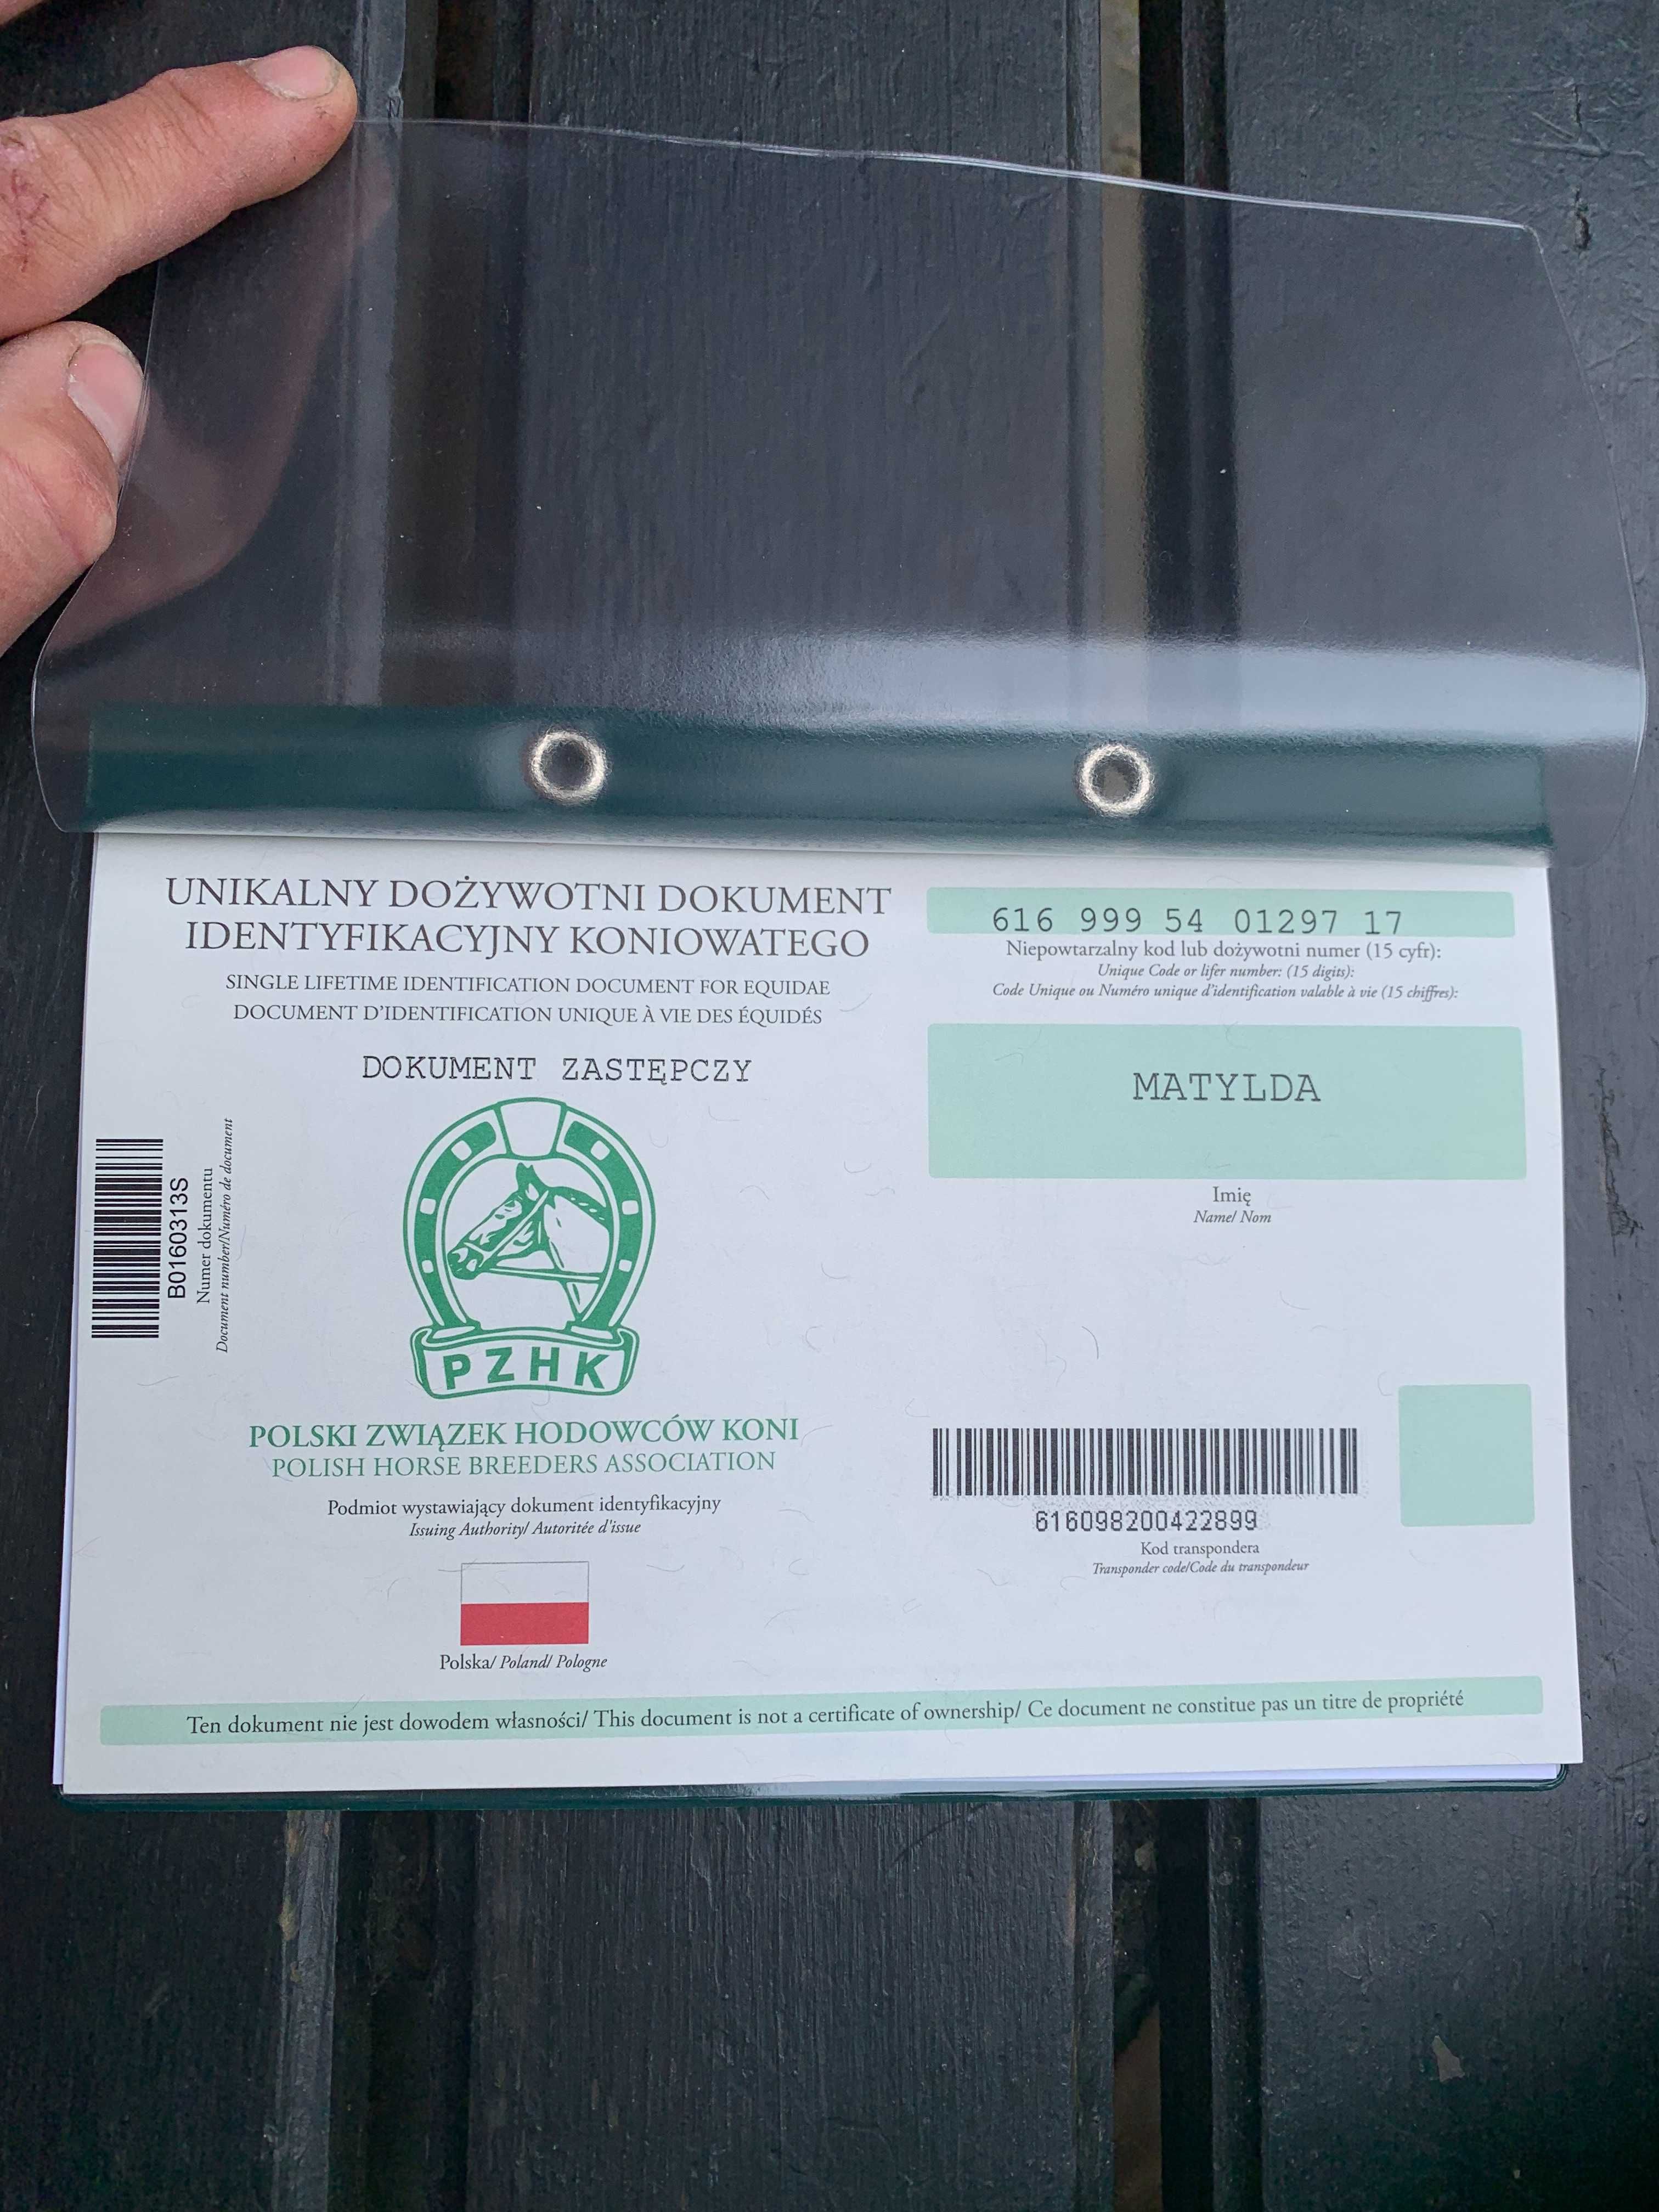 UNIKALNY DOŻYWOTNI DOKUMENT
IDENTYFIKACYJNY KONIOWATEGO
SINGLE LIFETIME IDENTIFICATION DOCUMENT FOR EQUIDAE
DOCUMENT D'IDENTIFICATION UNIQUE À VIE DES ÉQUIDÉS
DOKUMENT ZASTĘPCZY
B0160313S
Numer dokumentu
Document number/Numéro de document
PZHK
POLSKI ZWIĄZEK HODOWCÓW KONI
POLISH HORSE BREEDERS ASSOCIATION
Podmiot wystawiający dokument identyfikacyjny
Issuing Authority/ Autoritée d'issue
Polska/ Poland/ Pologne
616 999 54 01297 17
Niepowtarzalny kod lub dożywotni numer (15 cyfr):
Unique Code or lifer number: (15 digits):
Code Unique ou Numéro unique d'identification valable à vie (15 chiffres):
MATYLDA
Imię
Name/ Nom
616098200422899
Kod transpondera
Transponder code/Code du transpondeur
Ten dokument nie jest dowodem własności/ This document is not a certificate of ownership/ Ce document ne constitue pas un titre de propriété